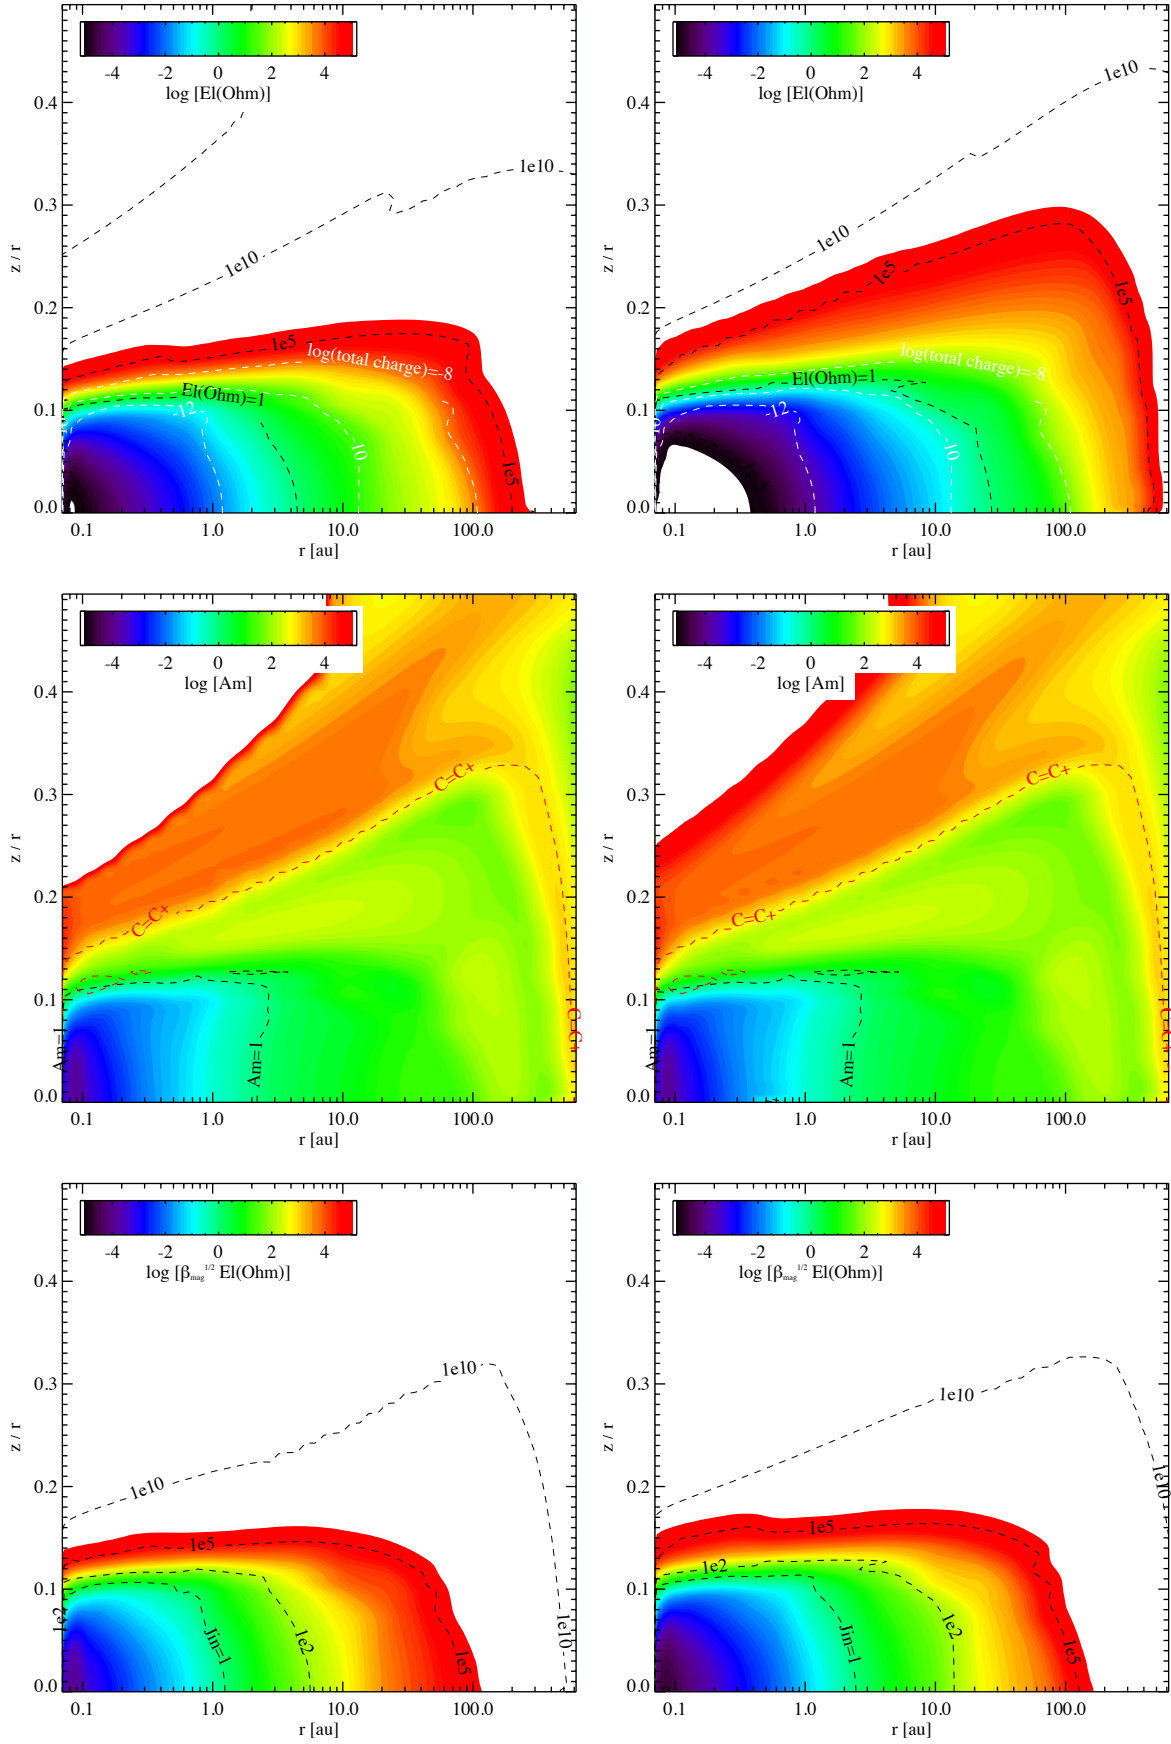 -4 -2 0 2 4
log [El(Ohm)]
0.4
0.3
0.2
0.1
0.0
z / r
1e10
1e10
1e5
log(total charge)=-8
El(Ohm)=1
-12
-10
1e5
0.1 1.0 10.0 100.0
r [au]
-4 -2 0 2 4
log [El(Ohm)]
0.4
0.3
0.2
0.1
0.0
z / r
1e10
1e10
1e5
1e5
log(total charge)=-8
El(Ohm)=1
-12
10
0.1 1.0 10.0 100.0
r [au]
-4 -2 0 2 4
log [Am]
0.4
0.3
0.2
0.1
0.0
z / r
C=C+
C=C+
C=C+
Am=1
Am=1
0.1 1.0 10.0 100.0
r [au]
-4 -2 0 2 4
log [Am]
0.4
0.3
0.2
0.1
0.0
z / r
C=C+
C=C+
C=C+
Am=1
Am=1
0.1 1.0 10.0 100.0
r [au]
-4 -2 0 2 4
log [βmag1/2 El(Ohm)]
0.4
0.3
0.2
0.1
0.0
z / r
1e10
1e10
1e10
1e5
1e2
Jin=1
1e2
1e5
0.1 1.0 10.0 100.0
r [au]
-4 -2 0 2 4
log [βmag1/2 El(Ohm)]
0.4
0.3
0.2
0.1
0.0
z / r
1e10
1e10
1e5
1e2
Jin=1
1e2
1e5
0.1 1.0 10.0 100.0
r [au]